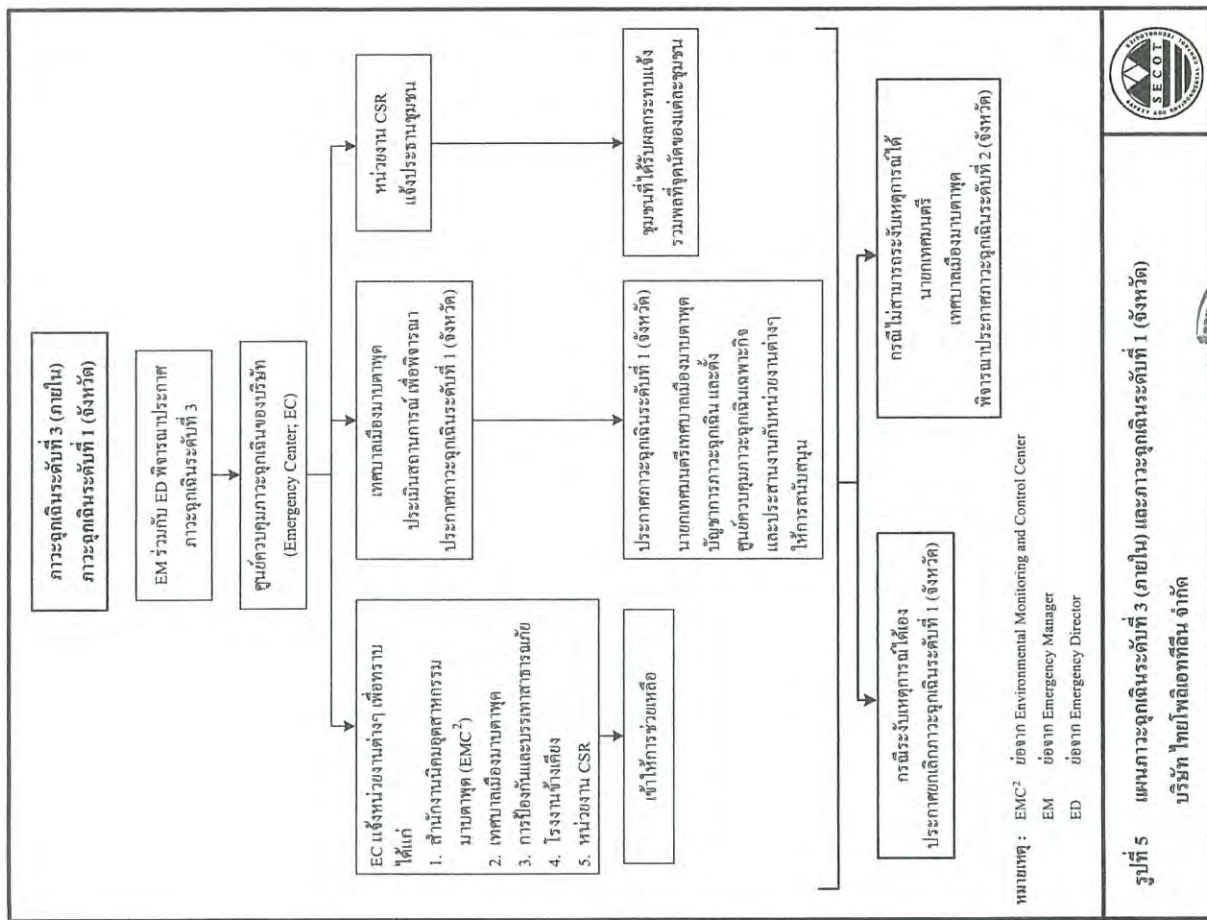 ภาวะฉุกเฉินระดับที่ 3 (ภายใน)
ภาวะฉุกเฉินระดับที่ 1 (จังหวัด)
EM ร่วมกับ ED พิจารณาประกาศ
ภาวะฉุกเฉินระดับที่ 3
ศูนย์ควบคุมภาวะฉุกเฉินของบริษัท
(Emergency Center; EC)
EC แจ้งหน่วยงานต่างๆ เพื่อทราบ
ได้แก่
1. สำนักงานนิคมอุตสาหกรรม
มาบตาพุด (EMC²)
2. เทศบาลเมืองมาบตาพุด
3. การป้องกันและบรรเทาสาธารณภัย
4. โรงงานข้างเคียง
5. หน่วยงาน CSR
เข้าให้การช่วยเหลือ
เทศบาลเมืองมาบตาพุด
ประเมินสถานการณ์ เพื่อพิจารณา
ประกาศภาวะฉุกเฉินระดับที่ 1 (จังหวัด)
ประกาศภาวะฉุกเฉินระดับที่ 1 (จังหวัด)
นายกเทศมนตรีเทศบาลเมืองมาบตาพุด
บัญชาการภาวะฉุกเฉิน และตั้ง
ศูนย์ควบคุมภาวะฉุกเฉินเฉพาะกิจ
และประสานงานกับหน่วยงานต่างๆ
ให้การสนับสนุน
หน่วยงาน CSR
แจ้งประธานชุมชน
ชุมชนที่ได้รับผลกระทบแจ้ง
รวมพลที่จุดนัดของแต่ละชุมชน
กรณีระงับเหตุการณ์ได้เอง
ประกาศยกเลิกภาวะฉุกเฉินระดับที่ 1 (จังหวัด)
กรณีไม่สามารถระงับเหตุการณ์ได้
นายกเทศมนตรี
เทศบาลเมืองมาบตาพุด
พิจารณาประกาศภาวะฉุกเฉินระดับที่ 2 (จังหวัด)
หมายเหตุ : EMC² ย่อจาก Environmental Monitoring and Control Center
EM ย่อจาก Emergency Manager
ED ย่อจาก Emergency Director
รูปที่ 5 แผนภาวะฉุกเฉินระดับที่ 3 (ภายใน) และภาวะฉุกเฉินระดับที่ 1 (จังหวัด)
บริษัท ไทยโพลิเอททีลีน จำกัด
SECOT